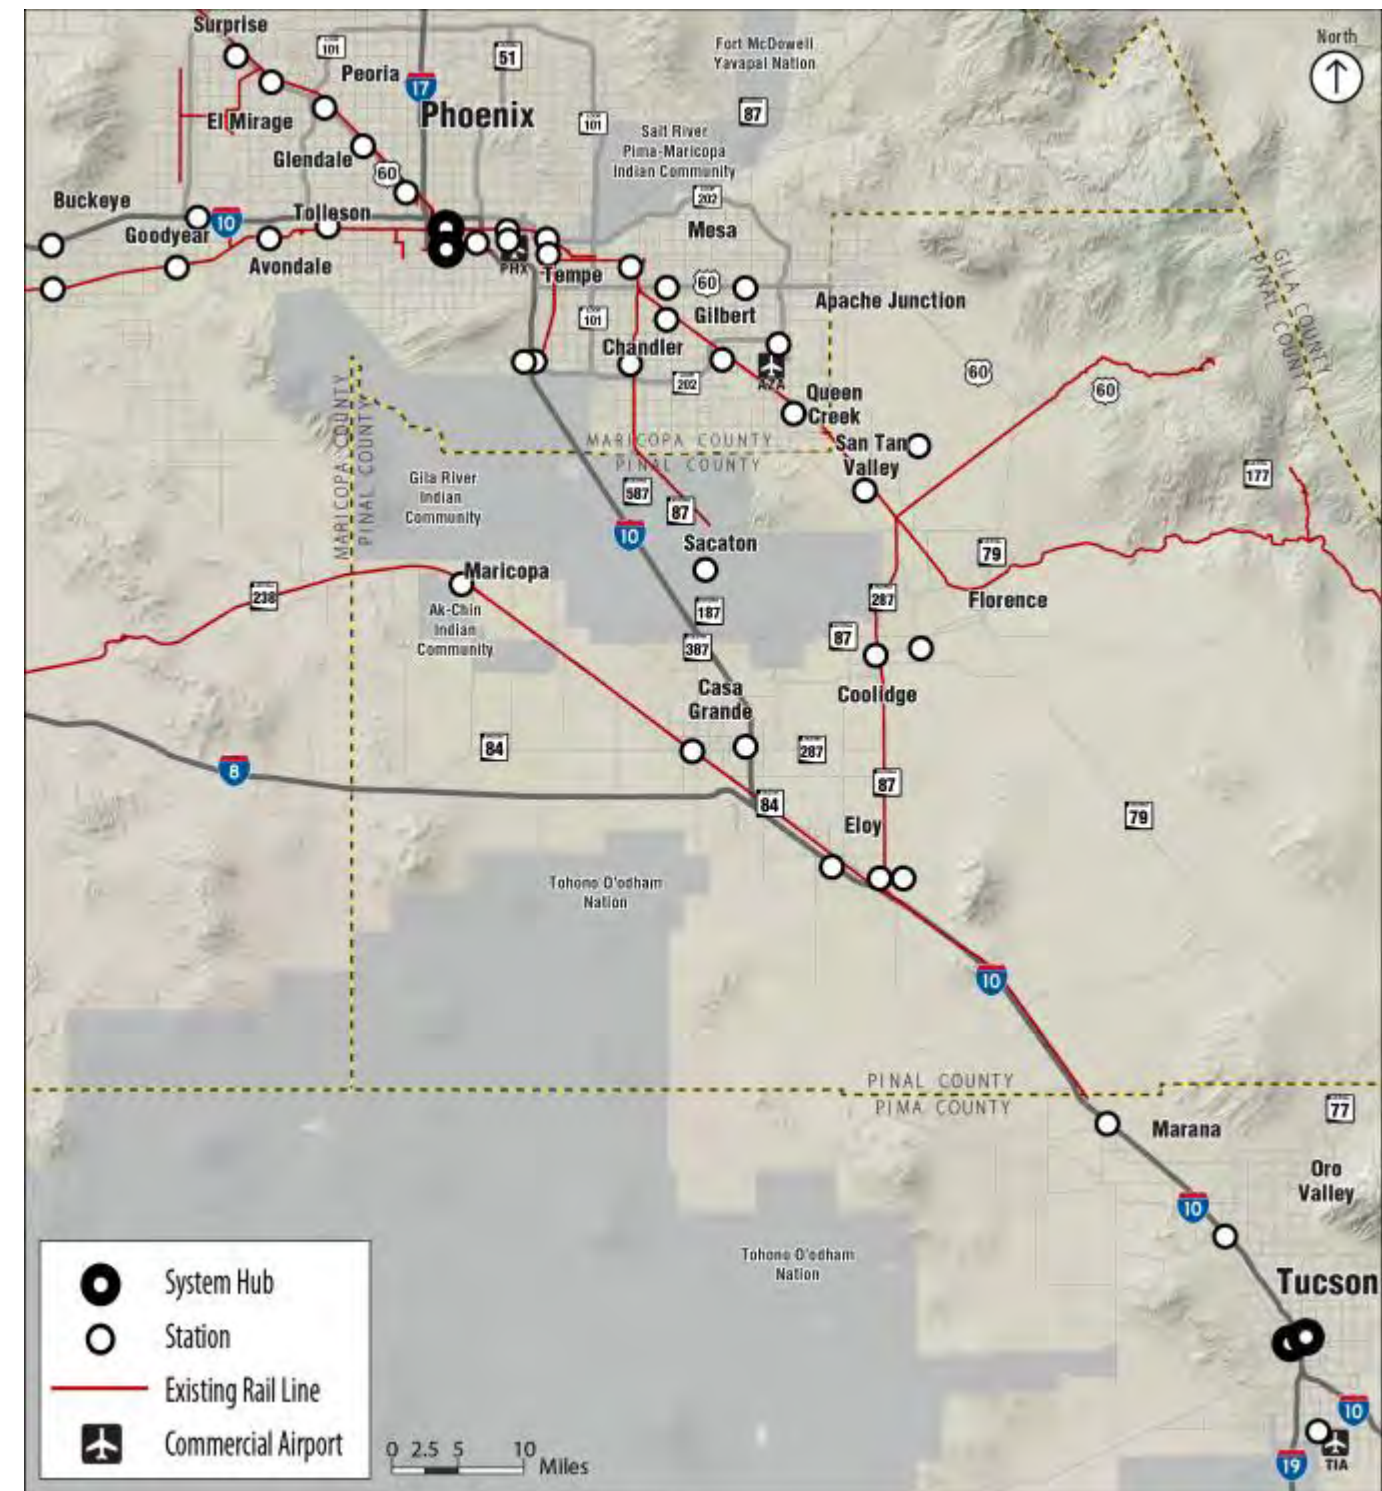 Surprise
LOOP
101
51
Fort McDowell
Yavapai Nation
North
Peoria
17
Phoenix
87
El Mirage
LOOP
101
Salt River
Pima-Maricopa
Indian Community
Glendale
60
LOOP
202
Buckeye
10
Tolleson
Goodyear
Mesa
Avondale
PHX
Tempe
60
GILA COUNTY
PINAL COUNTY
Apache Junction
LOOP
101
Gilbert
Chandler
AZA
LOOP
202
60
60
Queen
Creek
MARICOPA COUNTY
PINAL COUNTY
MARICOPA COUNTY
PINAL COUNTY
San Tan
Valley
177
Gila River
Indian
Community
587
87
10
Sacaton
79
Maricopa
238
Ak-Chin
Indian
Community
187
287
Florence
387
87
Casa
Grande
Coolidge
84
287
8
87
84
79
Eloy
Tohono O'odham
Nation
10
PINAL COUNTY
PIMA COUNTY
77
Marana
Oro
Valley
10
Tohono O'odham
Nation
Tucson
System Hub
Station
Existing Rail Line
Commercial Airport
0 2.5 5 10
Miles
10
19
TIA